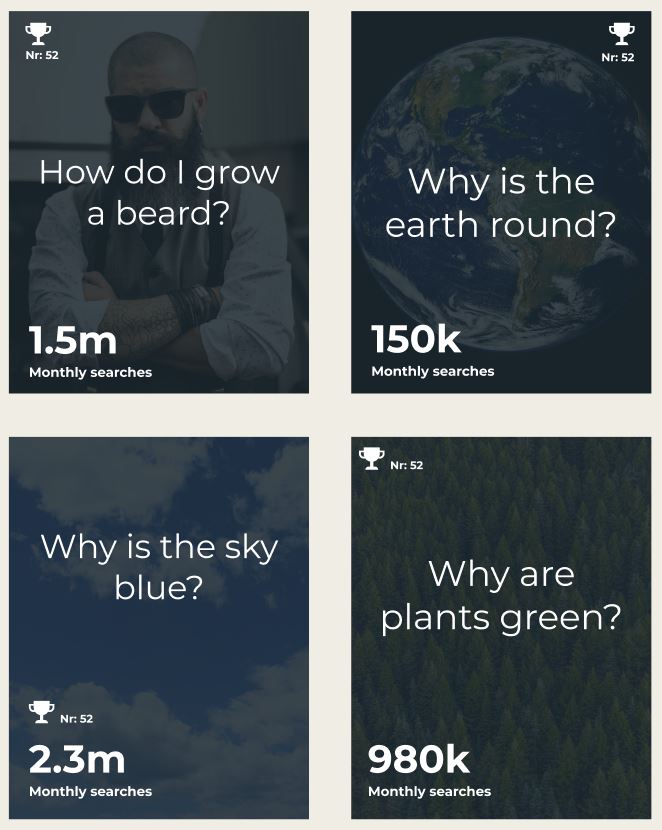 Nr: 52
How do I grow
a beard?
1.5m
Monthly searches
Nr: 52
Why is the
earth round?
150k
Monthly searches
Why is the sky
blue?
Nr: 52
2.3m
Monthly searches
Nr: 52
Why are
plants green?
980k
Monthly searches